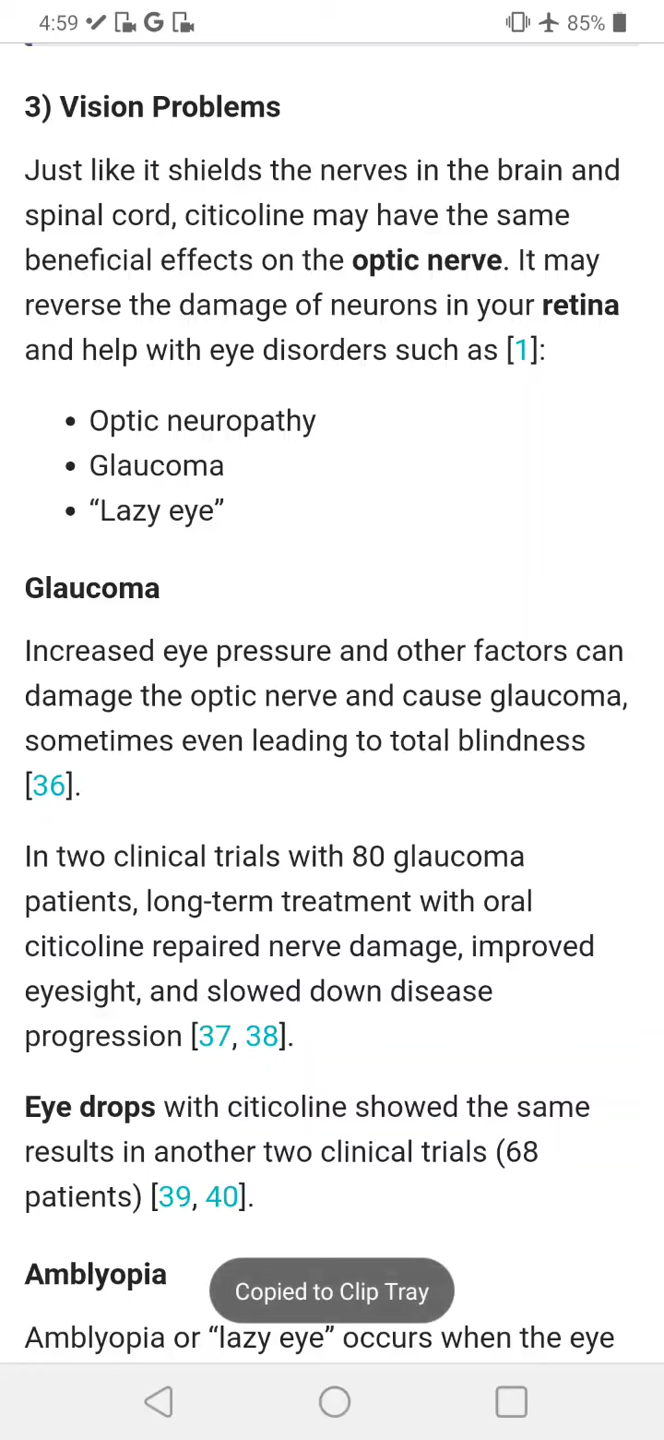 4:59 G 85%
3) Vision Problems
Just like it shields the nerves in the brain and
spinal cord, citicoline may have the same
beneficial effects on the optic nerve. It may
reverse the damage of neurons in your retina
and help with eye disorders such as [1]:
• Optic neuropathy
• Glaucoma
• “Lazy eye”
Glaucoma
Increased eye pressure and other factors can
damage the optic nerve and cause glaucoma,
sometimes even leading to total blindness
[36].
In two clinical trials with 80 glaucoma
patients, long-term treatment with oral
citicoline repaired nerve damage, improved
eyesight, and slowed down disease
progression [37, 38].
Eye drops with citicoline showed the same
results in another two clinical trials (68
patients) [39, 40].
Amblyopia
Copied to Clip Tray
Amblyopia or “lazy eye” occurs when the eye